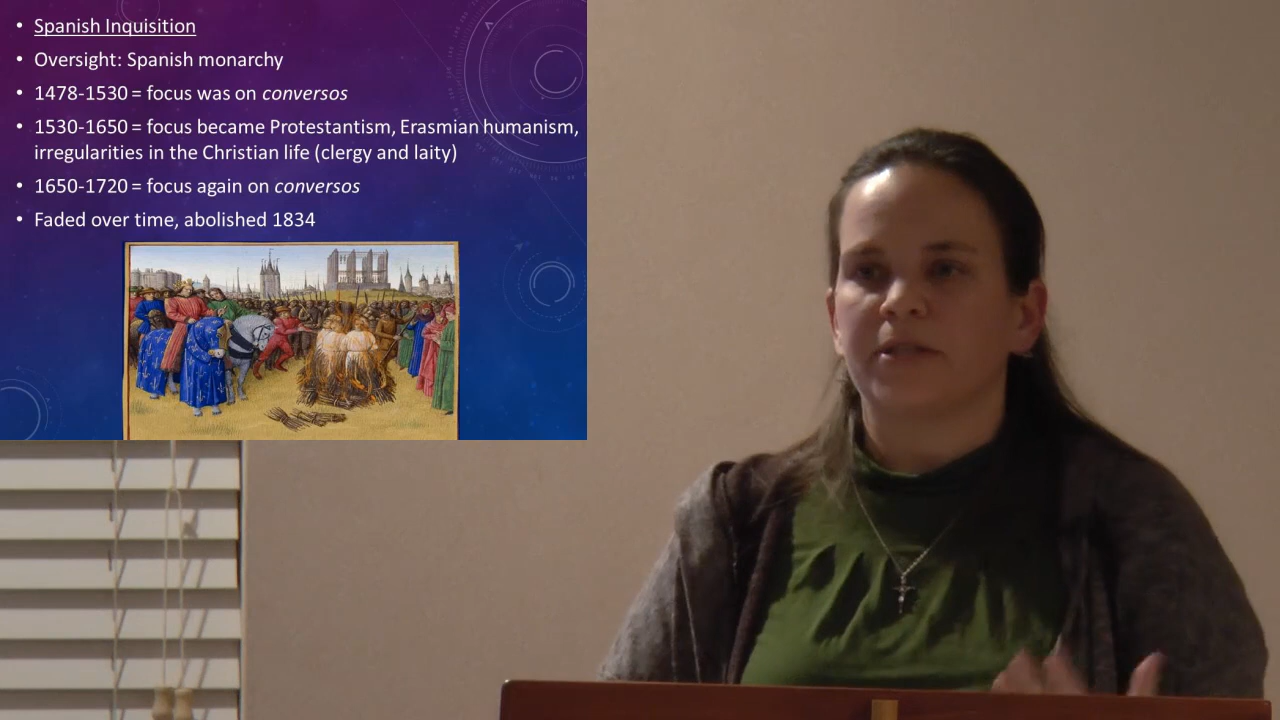 • Spanish Inquisition
• Oversight: Spanish monarchy
• 1478-1530 = focus was on conversos
• 1530-1650 = focus became Protestantism, Erasmian humanism,
irregularities in the Christian life (clergy and laity)
• 1650-1720 = focus again on conversos
• Faded over time, abolished 1834